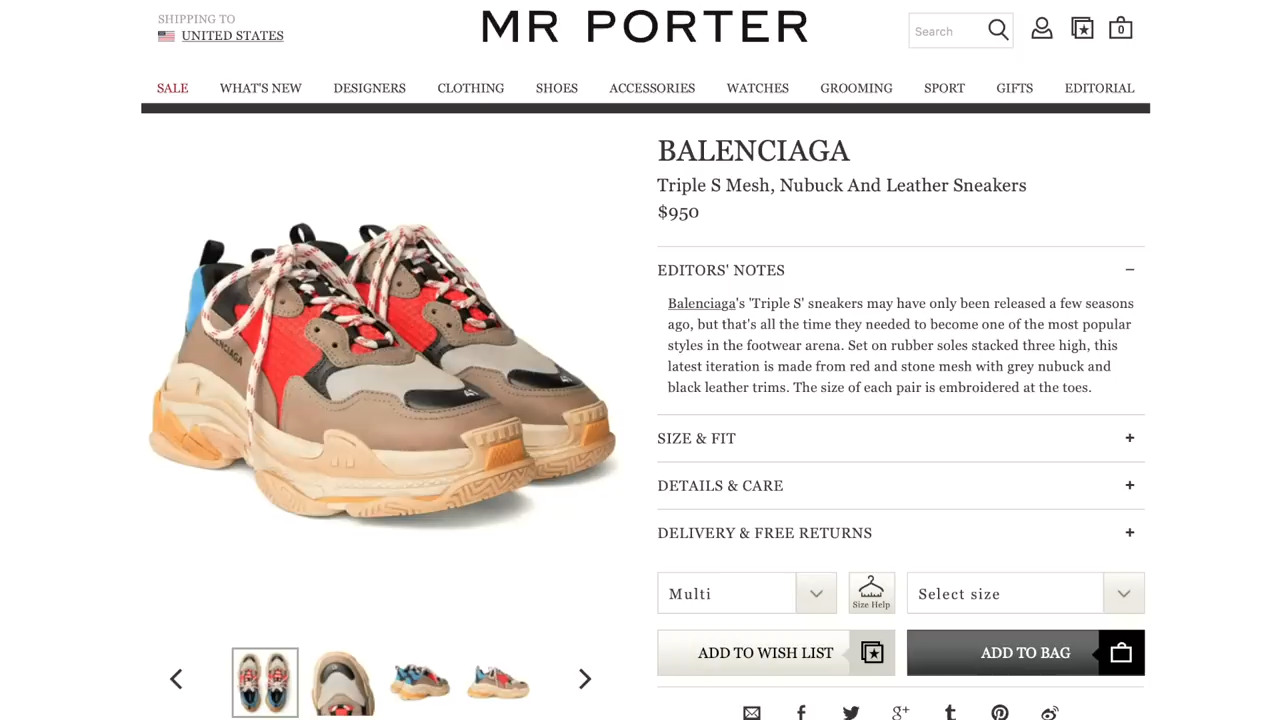 SHIPPING TO
UNITED STATES
MR PORTER
Search
0
SALE WHAT'S NEW DESIGNERS CLOTHING SHOES ACCESSORIES WATCHES GROOMING SPORT GIFTS EDITORIAL
BALENCIAGA
Triple S Mesh, Nubuck And Leather Sneakers
$950
EDITORS' NOTES
Balenciaga's 'Triple S' sneakers may have only been released a few seasons
ago, but that's all the time they needed to become one of the most popular
styles in the footwear arena. Set on rubber soles stacked three high, this
latest iteration is made from red and stone mesh with grey nubuck and
black leather trims. The size of each pair is embroidered at the toes.
SIZE & FIT
DETAILS & CARE
DELIVERY & FREE RETURNS
Multi
Size Help
Select size
ADD TO WISH LIST
ADD TO BAG
BALENCIAGA
41
41